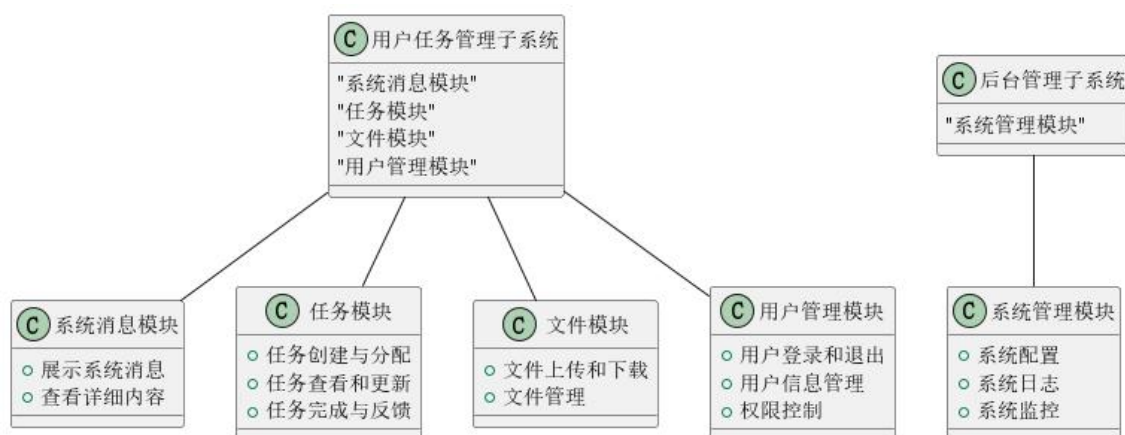 C 用户任务管理子系统
"系统消息模块"
"任务模块"
"文件模块"
"用户管理模块"
C 后台管理子系统
"系统管理模块"
C 系统消息模块
展示系统消息
查看详细内容
C 任务模块
任务创建与分配
任务查看和更新
任务完成与反馈
C 文件模块
文件上传和下载
文件管理
C 用户管理模块
用户登录和退出
用户信息管理
权限控制
C 系统管理模块
系统配置
系统日志
系统监控